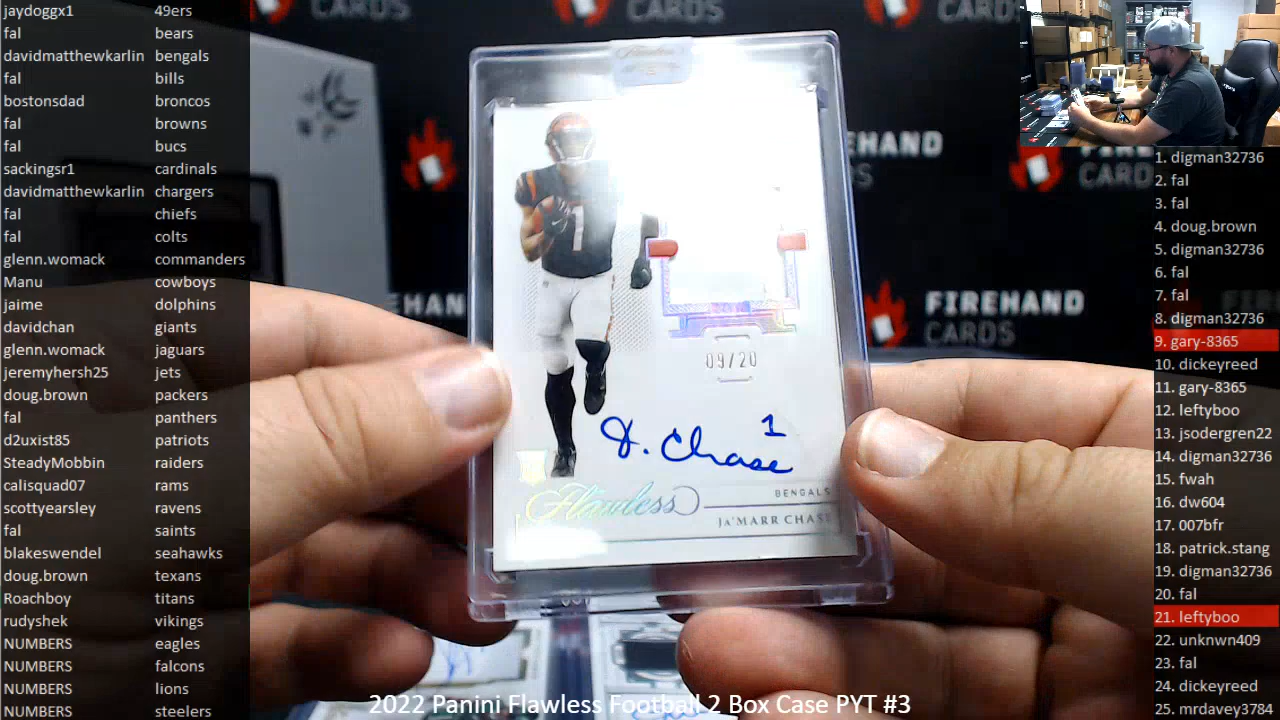 jaydoggx1 49ers
fal bears
davidmatthewkarlin bengals
fal bills
bostonsdad broncos
fal browns
fal bucs
sackingsr1 cardinals
davidmatthewkarlin chargers
fal chiefs
fal colts
glenn.womack commanders
Manu cowboys
jaime dolphins
davidchan giants
glenn.womack jaguars
jeremyhersh25 jets
doug.brown packers
fal panthers
d2uxist85 patriots
SteadyMobbin raiders
calisquad07 rams
scottyearsley ravens
fal saints
blakeswendel seahawks
doug.brown texans
Roachboy titans
rudyshek vikings
NUMBERS eagles
NUMBERS falcons
NUMBERS lions
NUMBERS steelers
CARDS
CARD
FIREHAND
CARDS
FIREHAND
CARDS
1
09/20
J. Chase 1
BENGALS
Flawless
JA'MARR CHASE
2022 Panini Flawless Football 2 Box Case PYT #3
1. digman32736
2. fal
3. fal
4. doug.brown
5. digman32736
6. fal
7. fal
8. digman32736
9. gary-8365
10. dickeyreed
11. gary-8365
12. leftyboo
13. jsodergren22
14. digman32736
15. fwah
16. dw604
17. 007bfr
18. patrick.stang
19. digman32736
20. fal
21. leftyboo
22. unknwn409
23. fal
24. dickeyreed
25. mrdavey3784